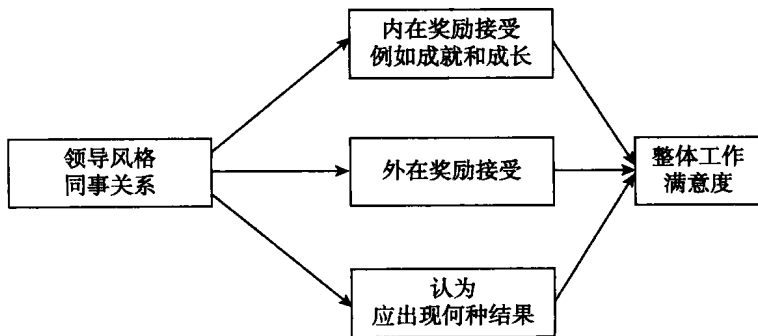 内在奖励接受
例如成就和成长
领导风格
同事关系
外在奖励接受
整体工作
满意度
认为
应出现何种结果